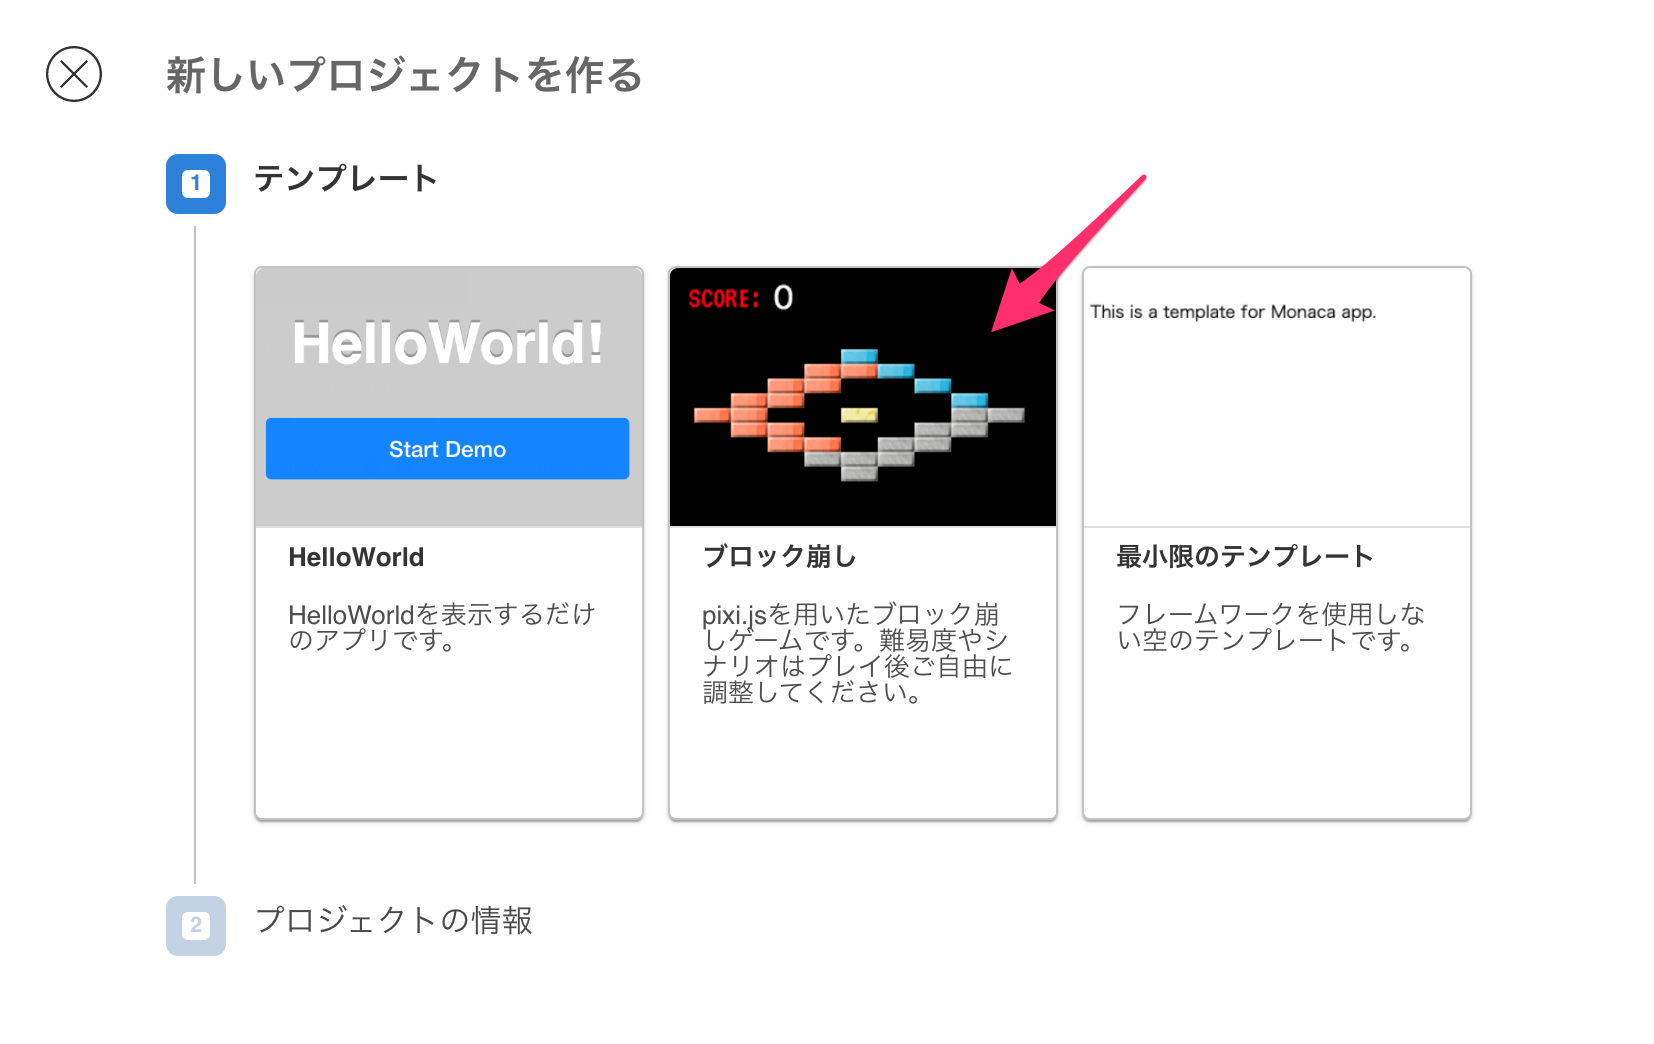 新しいプロジェクトを作る
1
テンプレート
HelloWorld!
Start Demo
HelloWorld
HelloWorldを表示するだけ
のアプリです。
SCORE: 0
ブロック崩し
pixi.jsを用いたブロック崩
しゲームです。難易度やシ
ナリオはプレイ後ご自由に
調整してください。
This is a template for Monaca app.
最小限のテンプレート
フレームワークを使用しな
い空のテンプレートです。
2
プロジェクトの情報